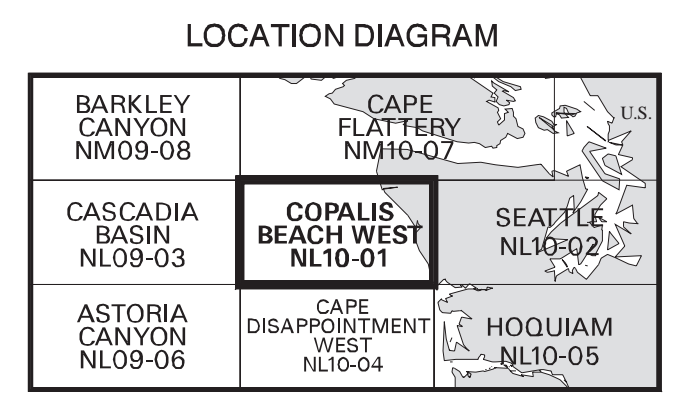 LOCATION DIAGRAM
BARKLEY
CANYON
NM09-08
CAPE
FLATTERY
NM10-07
U.S.
CASCADIA
BASIN
NL09-03
COPALIS
BEACH WEST
NL10-01
SEATTLE
NL10-02
ASTORIA
CANYON
NL09-06
CAPE
DISAPPOINTMENT
WEST
NL10-04
HOQUIAM
NL10-05